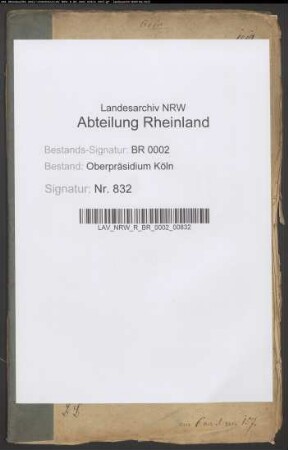 Landesarchiv NRW
Abteilung Rheinland
Bestands-Signatur: BR 0002
Bestand: Oberpräsidium Köln
Signatur: Nr. 832
LAV_NRW_R_BR_0002_00832